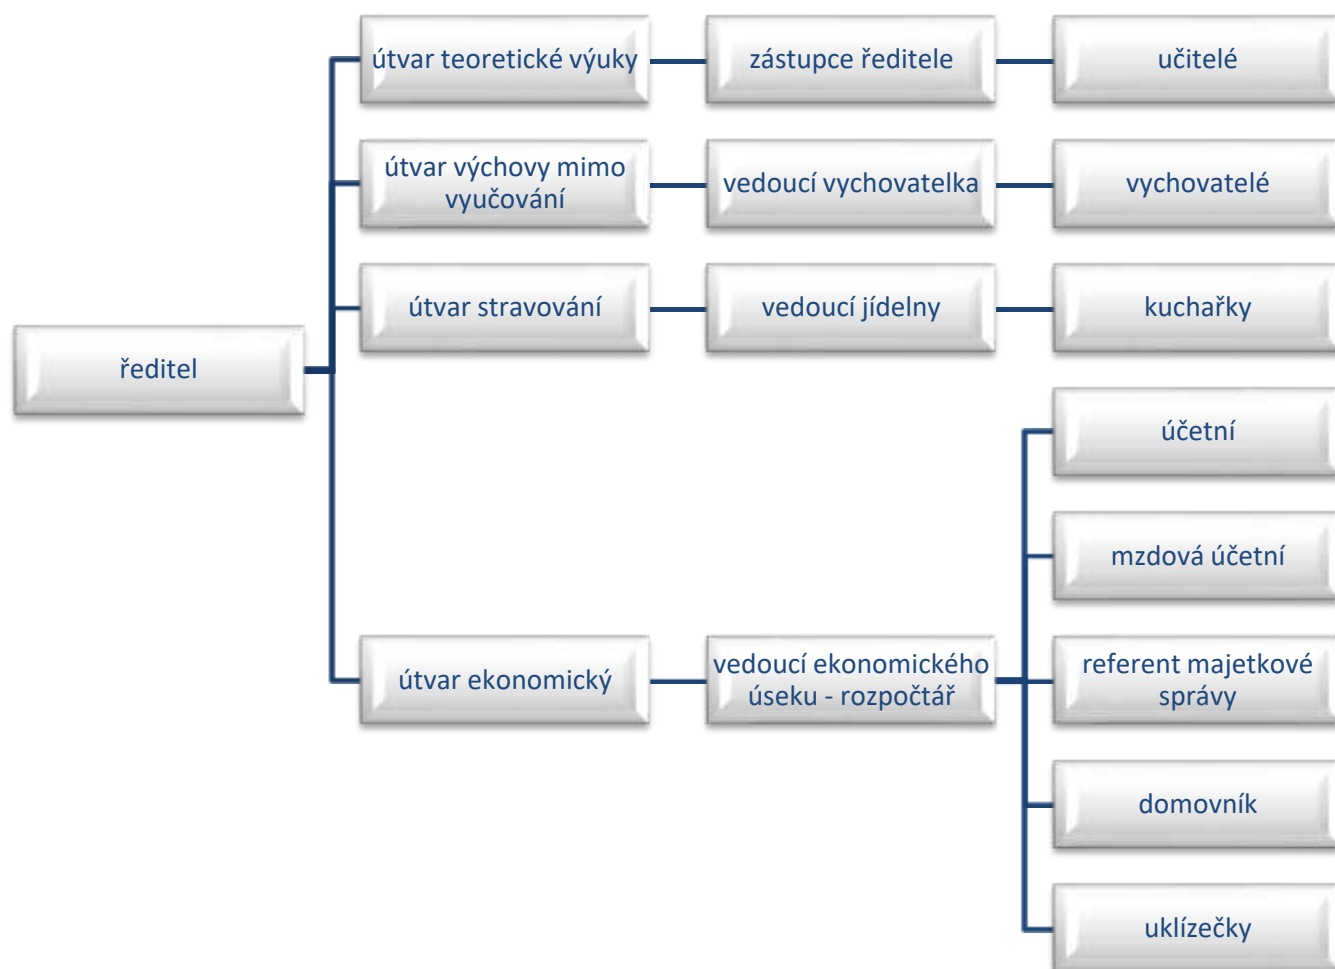 útvar teoretické výuky
zástupce ředitele
učitelé
útvar výchovy mimo
vyučování
vedoucí vychovatelka
vychovatelé
útvar stravování
vedoucí jídelny
kuchařky
ředitel
účetní
mzdová účetní
útvar ekonomický
vedoucí ekonomického
úseku - rozpočtář
referent majetkové
správy
domovník
uklízečky